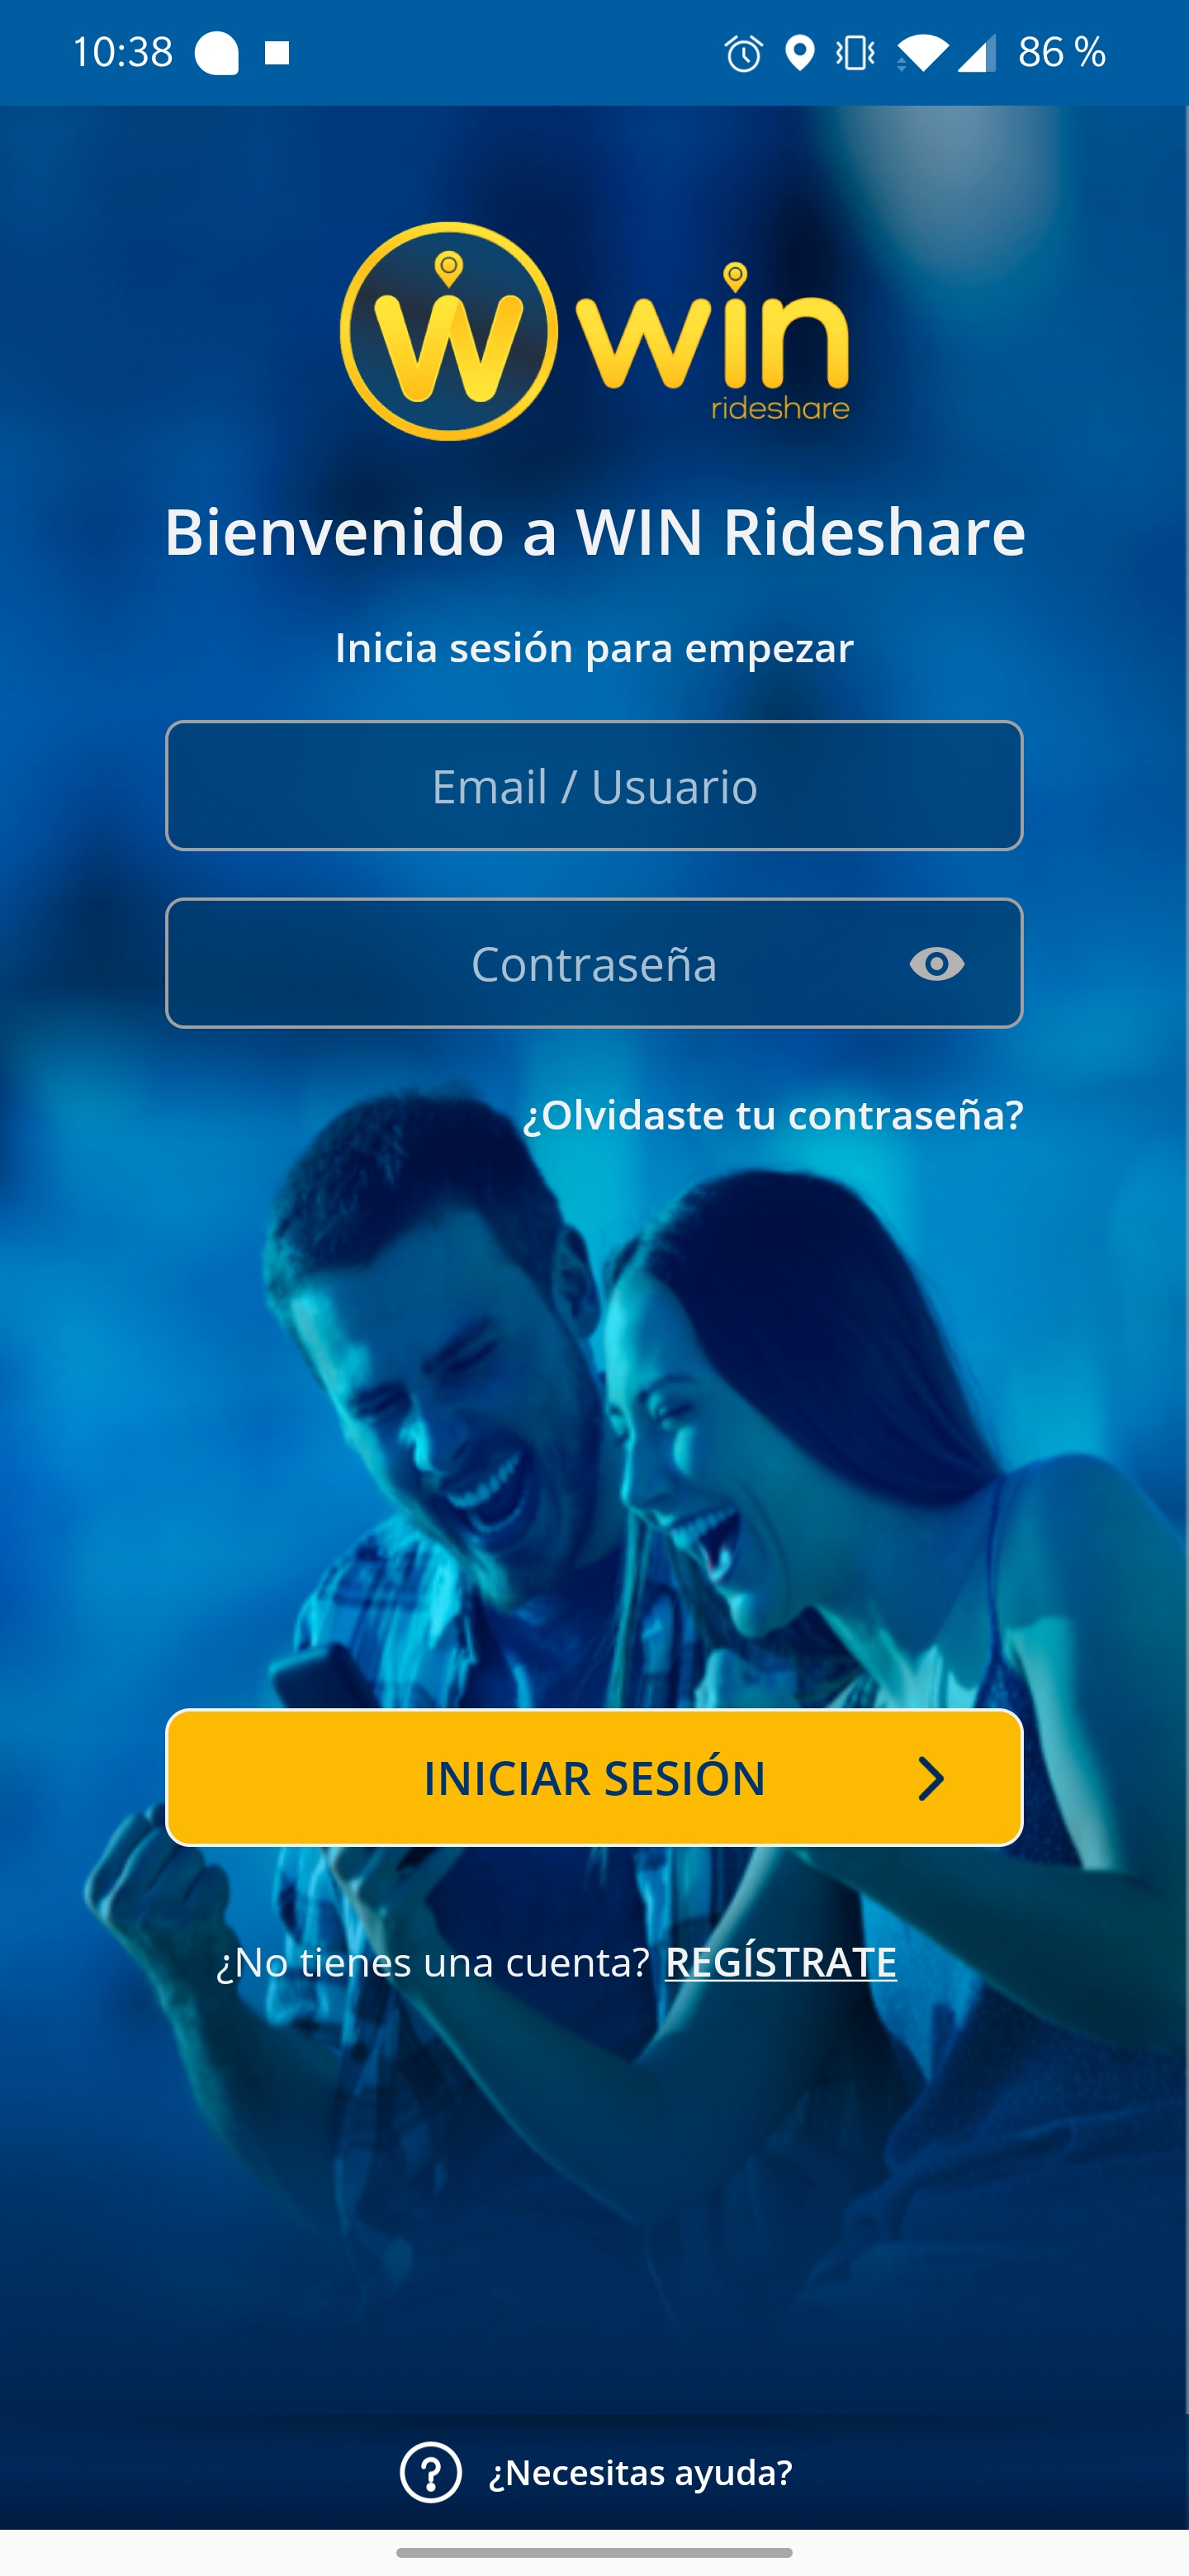 10:38
86 %
W win
rideshare
Bienvenido a WIN Rideshare
Inicia sesión para empezar
Email / Usuario
Contraseña
¿Olvidaste tu contraseña?
INICIAR SESIÓN
¿No tienes una cuenta? REGÍSTRATE
¿Necesitas ayuda?